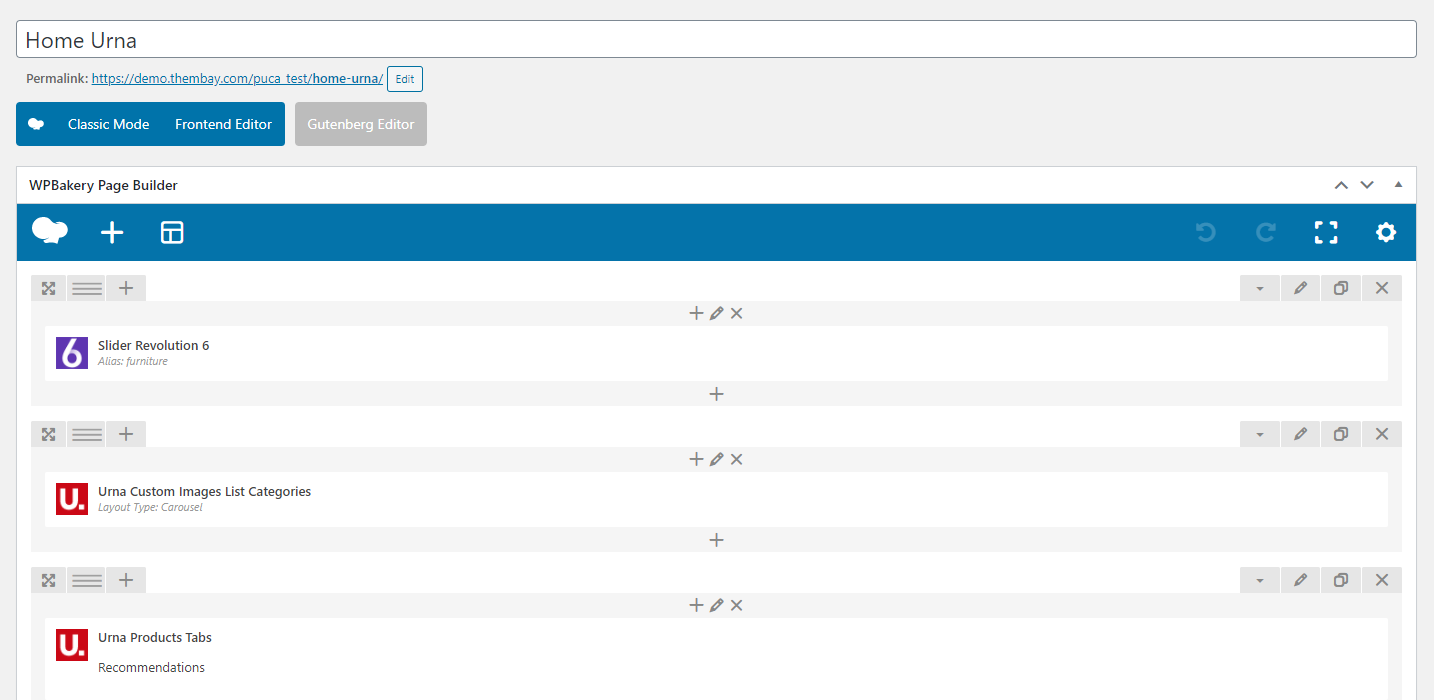 Home Urna
Permalink: https://demo.thembay.com/puca_test/home-urna/ Edit
Classic Mode Frontend Editor Gutenberg Editor
WPBakery Page Builder
6 Slider Revolution 6
Alias: furniture
U. Urna Custom Images List Categories
Layout Type: Carousel
U. Urna Products Tabs
Recommendations